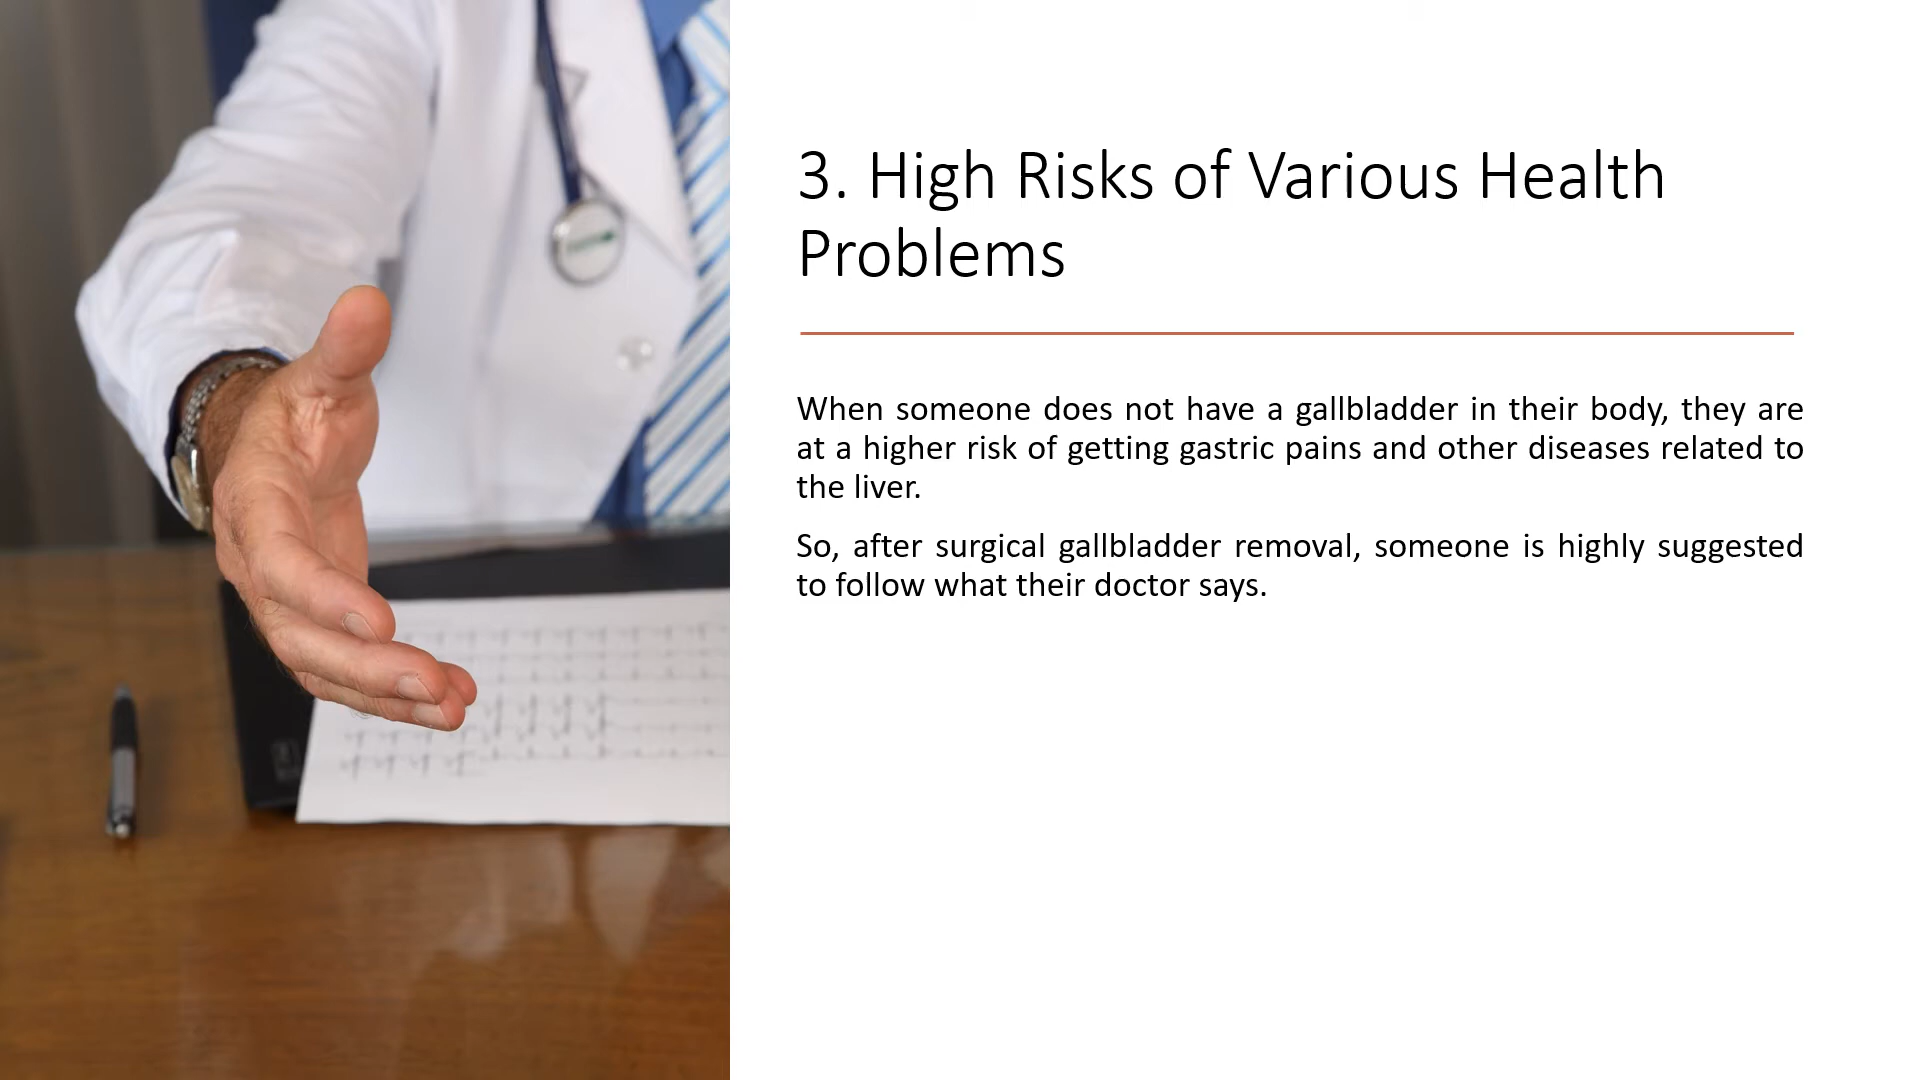 3. High Risks of Various Health
Problems
When someone does not have a gallbladder in their body, they are
at a higher risk of getting gastric pains and other diseases related to
the liver.
So, after surgical gallbladder removal, someone is highly suggested
to follow what their doctor says.